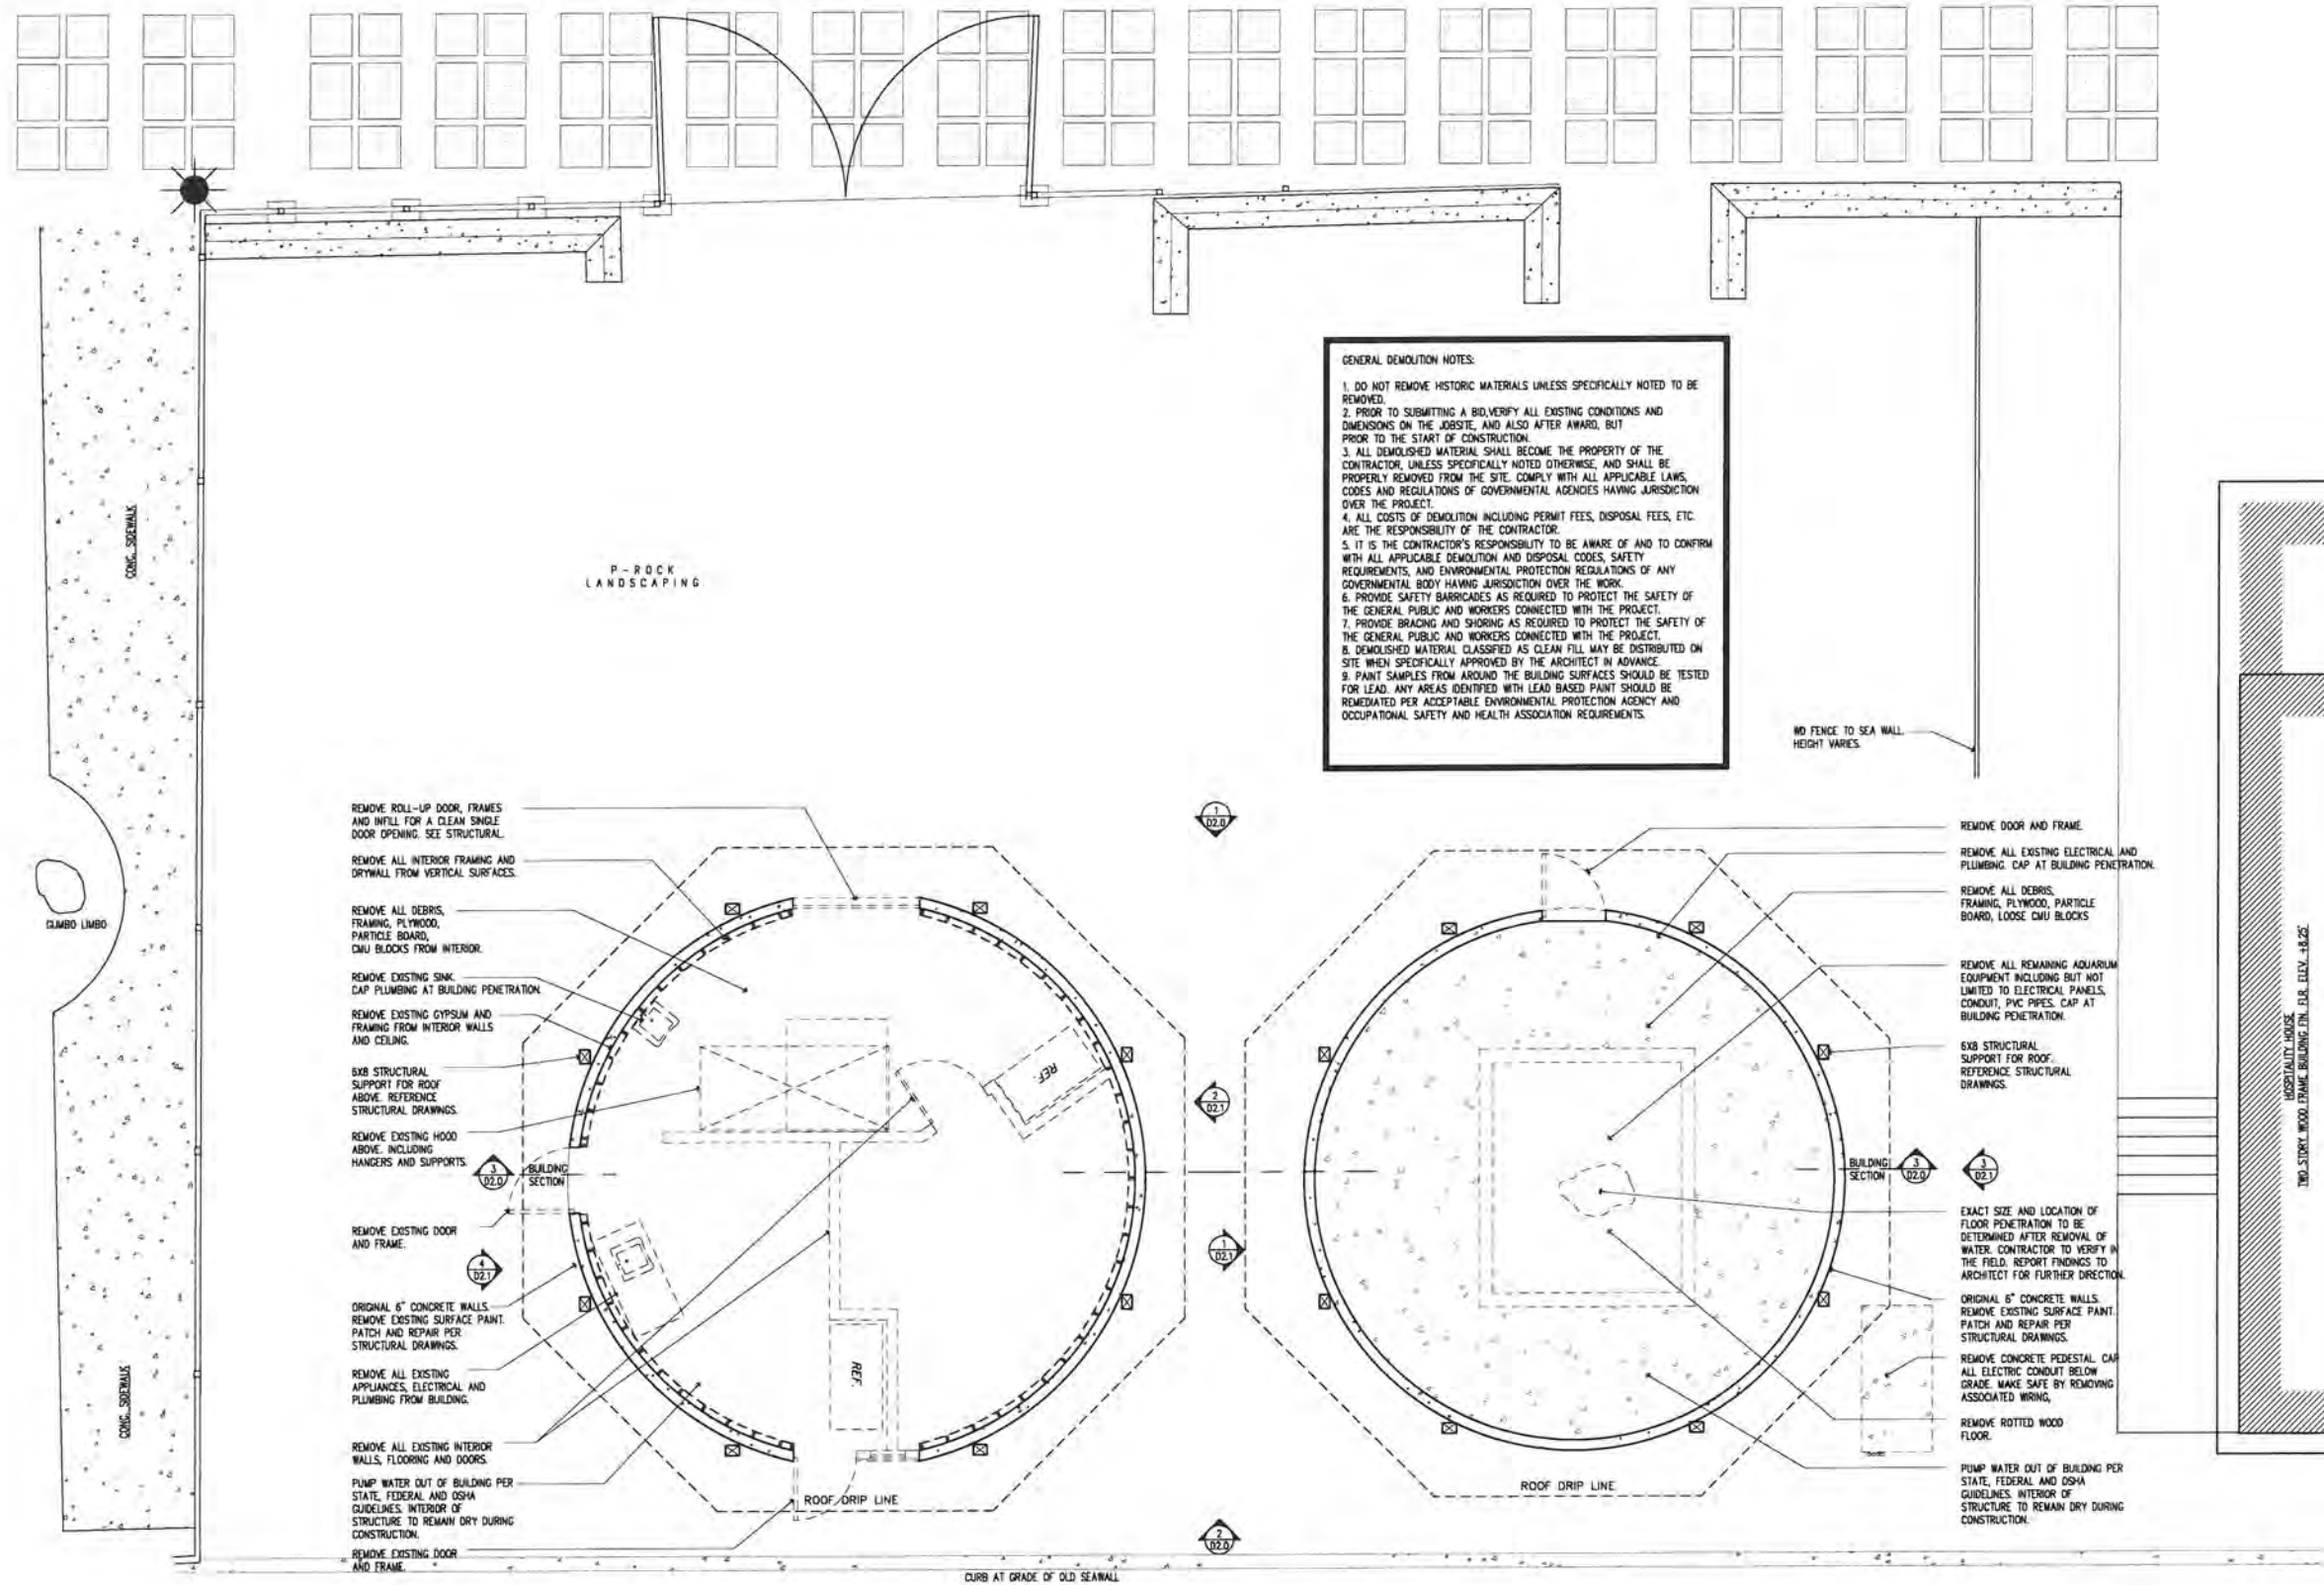 GENERAL DEMOLITION NOTES:
1. DO NOT REMOVE HISTORIC MATERIALS UNLESS SPECIFICALLY NOTED TO BE
REMOVED.
2. PRIOR TO SUBMITTING A BID,VERIFY ALL EXISTING CONDITIONS AND
DIMENSIONS ON THE JOBSITE, AND ALSO AFTER AWARD, BUT
PRIOR TO THE START OF CONSTRUCTION.
3. ALL DEMOLISHED MATERIAL SHALL BECOME THE PROPERTY OF THE
CONTRACTOR, UNLESS SPECIFICALLY NOTED OTHERWISE, AND SHALL BE
PROPERLY REMOVED FROM THE SITE. COMPLY WITH ALL APPLICABLE LAWS,
CODES AND REGULATIONS OF GOVERNMENTAL AGENCIES HAVING JURISDICTION
OVER THE PROJECT.
4. ALL COSTS OF DEMOLITION INCLUDING PERMIT FEES, DISPOSAL FEES, ETC.
ARE THE RESPONSIBILITY OF THE CONTRACTOR.
5. IT IS THE CONTRACTOR'S RESPONSIBILITY TO BE AWARE OF AND TO CONFIRM
WITH ALL APPLICABLE DEMOLITION AND DISPOSAL CODES, SAFETY
REQUIREMENTS, AND ENVIRONMENTAL PROTECTION REGULATIONS OF ANY
GOVERNMENTAL BODY HAVING JURISDICTION OVER THE WORK.
6. PROVIDE SAFETY BARRICADES AS REQUIRED TO PROTECT THE SAFETY OF
THE GENERAL PUBLIC AND WORKERS CONNECTED WITH THE PROJECT.
7. PROVIDE BRACING AND SHORING AS REQUIRED TO PROTECT THE SAFETY OF
THE GENERAL PUBLIC AND WORKERS CONNECTED WITH THE PROJECT.
8. DEMOLISHED MATERIAL CLASSIFIED AS CLEAN FILL MAY BE DISTRIBUTED ON
SITE WHEN SPECIFICALLY APPROVED BY THE ARCHITECT IN ADVANCE.
9. PAINT SAMPLES FROM AROUND THE BUILDING SURFACES SHOULD BE TESTED
FOR LEAD. ANY AREAS IDENTIFIED WITH LEAD BASED PAINT SHOULD BE
REMEDIATED PER ACCEPTABLE ENVIRONMENTAL PROTECTION AGENCY AND
OCCUPATIONAL SAFETY AND HEALTH ASSOCIATION REQUIREMENTS.
CONC. SIDEWALK
P-ROCK
LANDSCAPING
WD FENCE TO SEA WALL.
HEIGHT VARIES.
GUMBO LIMBO
CONC. SIDEWALK
REMOVE ROLL-UP DOOR, FRAMES
AND INFILL FOR A CLEAN SINGLE
DOOR OPENING. SEE STRUCTURAL.
REMOVE ALL INTERIOR FRAMING AND
DRYWALL FROM VERTICAL SURFACES.
REMOVE ALL DEBRIS,
FRAMING, PLYWOOD,
PARTICLE BOARD,
CMU BLOCKS FROM INTERIOR.
REMOVE EXISTING SINK.
CAP PLUMBING AT BUILDING PENETRATION.
REMOVE EXISTING GYPSUM AND
FRAMING FROM INTERIOR WALLS
AND CEILING.
6X8 STRUCTURAL
SUPPORT FOR ROOF
ABOVE. REFERENCE
STRUCTURAL DRAWINGS.
REMOVE EXISTING HOOD
ABOVE. INCLUDING
HANGERS AND SUPPORTS.
3
D2.0
BUILDING
SECTION
REMOVE EXISTING DOOR
AND FRAME.
4
D2.1
ORIGINAL 6" CONCRETE WALLS.
REMOVE EXISTING SURFACE PAINT.
PATCH AND REPAIR PER
STRUCTURAL DRAWINGS.
REMOVE ALL EXISTING
APPLIANCES, ELECTRICAL AND
PLUMBING FROM BUILDING.
REMOVE ALL EXISTING INTERIOR
WALLS, FLOORING AND DOORS.
PUMP WATER OUT OF BUILDING PER
STATE, FEDERAL AND OSHA
GUIDELINES. INTERIOR OF
STRUCTURE TO REMAIN DRY DURING
CONSTRUCTION.
REMOVE EXISTING DOOR
AND FRAME.
REF.
REF.
ROOF DRIP LINE
1
D2.0
2
D2.1
1
D2.1
2
D2.0
CURB AT GRADE OF OLD SEAWALL
REMOVE DOOR AND FRAME.
REMOVE ALL EXISTING ELECTRICAL AND
PLUMBING. CAP AT BUILDING PENETRATION.
REMOVE ALL DEBRIS,
FRAMING, PLYWOOD, PARTICLE
BOARD, LOOSE CMU BLOCKS
REMOVE ALL REMAINING AQUARIUM
EQUIPMENT INCLUDING BUT NOT
LIMITED TO ELECTRICAL PANELS,
CONDUIT, PVC PIPES. CAP AT
BUILDING PENETRATION.
6X8 STRUCTURAL
SUPPORT FOR ROOF.
REFERENCE STRUCTURAL
DRAWINGS.
BUILDING
SECTION
3
D2.0
3
D2.1
EXACT SIZE AND LOCATION OF
FLOOR PENETRATION TO BE
DETERMINED AFTER REMOVAL OF
WATER. CONTRACTOR TO VERIFY IN
THE FIELD. REPORT FINDINGS TO
ARCHITECT FOR FURTHER DIRECTION.
ORIGINAL 6" CONCRETE WALLS.
REMOVE EXISTING SURFACE PAINT.
PATCH AND REPAIR PER
STRUCTURAL DRAWINGS.
REMOVE CONCRETE PEDESTAL. CAP
ALL ELECTRIC CONDUIT BELOW
GRADE. MAKE SAFE BY REMOVING
ASSOCIATED WIRING,
REMOVE ROTTED WOOD
FLOOR.
PUMP WATER OUT OF BUILDING PER
STATE, FEDERAL AND OSHA
GUIDELINES. INTERIOR OF
STRUCTURE TO REMAIN DRY DURING
CONSTRUCTION.
ROOF DRIP LINE
HOSPITALITY HOUSE
TWO STORY WOOD FRAME BUILDING FIN. FLR. ELEV. +8.25'